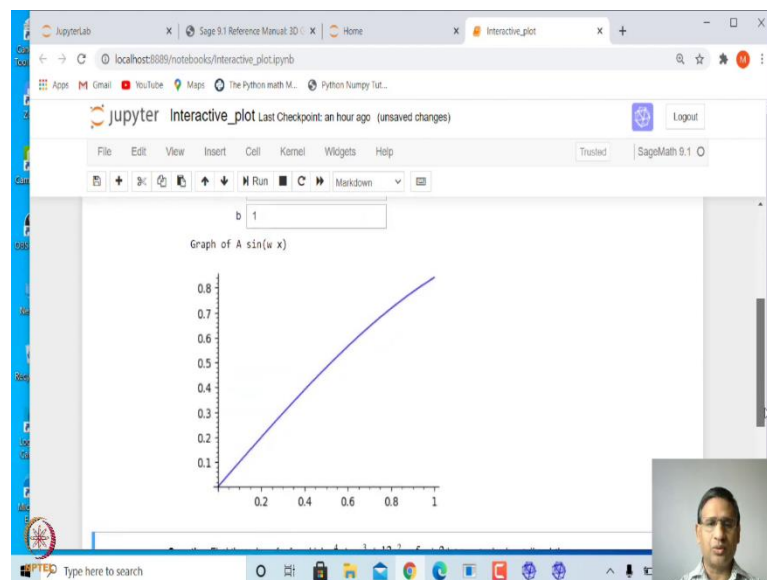 JupyterLab
Sage 9.1 Reference Manual: 3D
Home
Interactive_plot
localhost:8889/notebooks/Interactive_plot.ipynb
Apps Gmail YouTube Maps The Python math M... Python Numpy Tut...
jupyter Interactive_plot Last Checkpoint: an hour ago (unsaved changes)
Logout
File Edit View Insert Cell Kernel Widgets Help
Trusted SageMath 9.1
Run Markdown
b 1
Graph of A sin(w x)
0.8
0.7
0.6
0.5
0.4
0.3
0.2
0.1
0.2 0.4 0.6 0.8 1
Type here to search